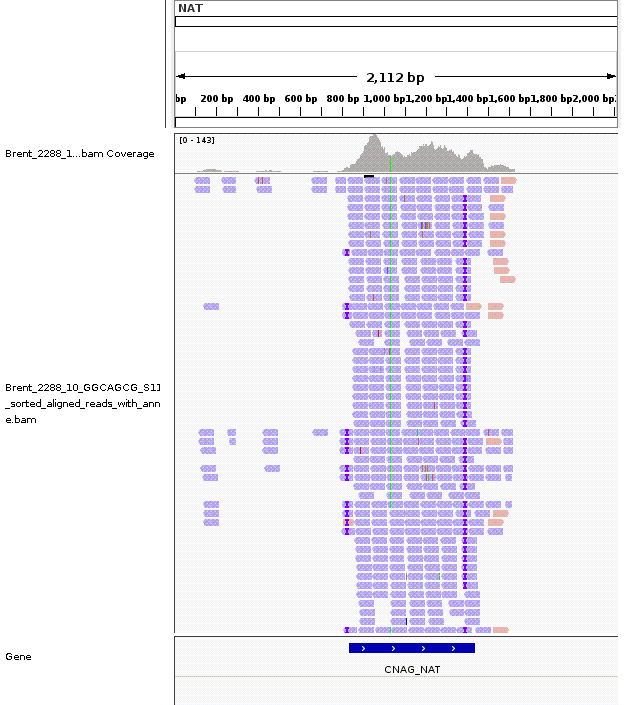 NAT
2,112 bp
bp 200 bp 400 bp 600 bp 800 bp 1,000 bp 1,200 bp 1,400 bp 1,600 bp 1,800 bp 2,000 bp
[0 - 143]
Brent_2288_1...bam Coverage
Brent_2288_10_GGCAGCG_S11
_sorted_aligned_reads_with_ann
e.bam
Gene
CNAG_NAT